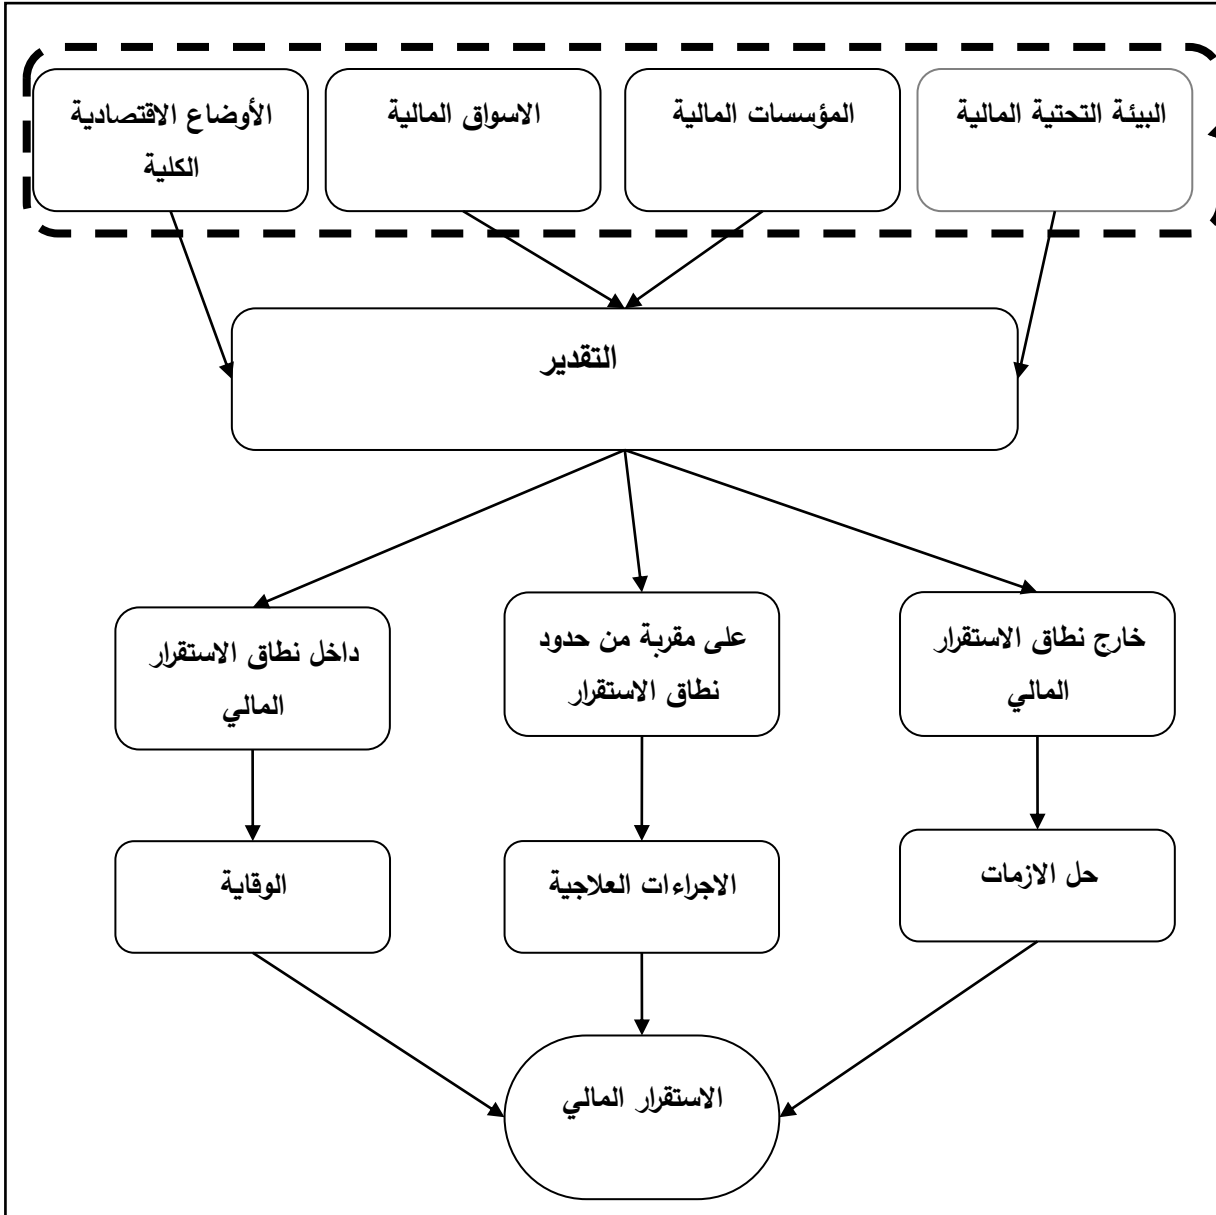 البيئة التحتية المالية
المؤسسات المالية
الاسواق المالية
الأوضاع الاقتصادية
الكلية
التقدير
خارج نطاق الاستقرار
المالي
على مقربة من حدود
نطاق الاستقرار
داخل نطاق الاستقرار
المالي
حل الازمات
الاجراءات العلاجية
الوقاية
الاستقرار المالي